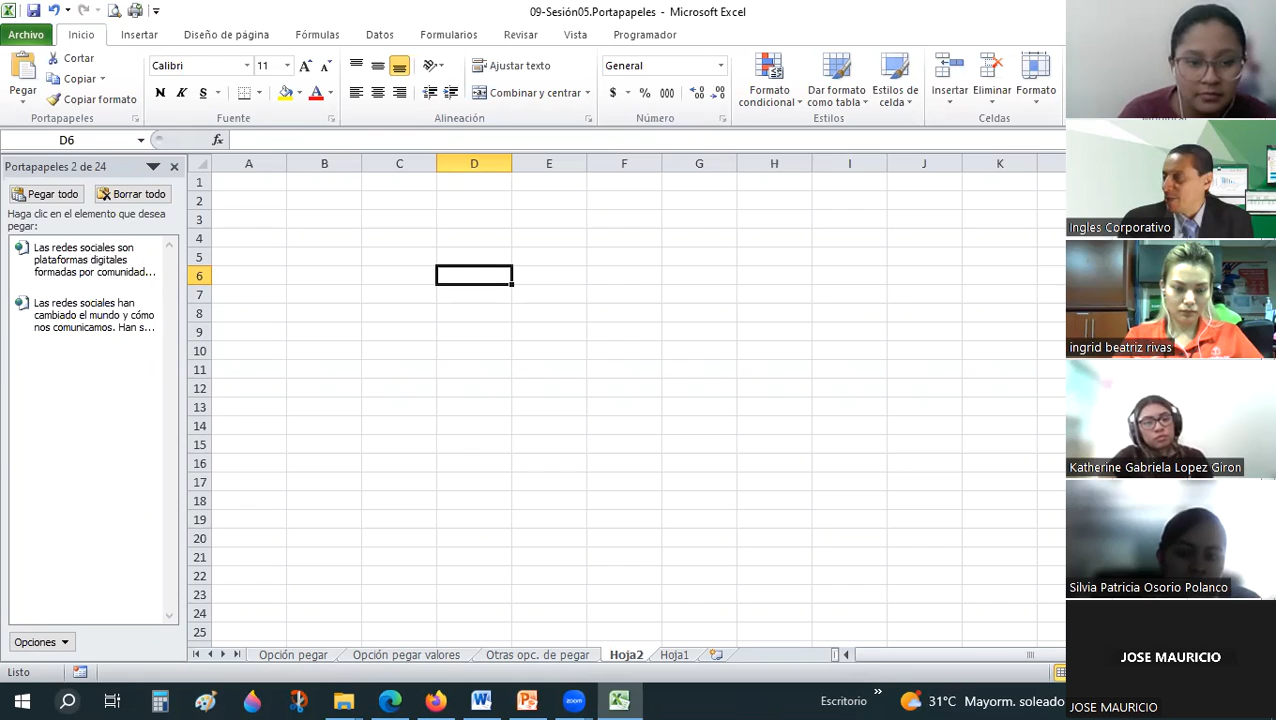 09-Sesión05.Portapapeles - Microsoft Excel
Archivo Inicio Insertar Diseño de página Fórmulas Datos Formularios Revisar Vista Programador
Pegar
Cortar
Copiar
Copiar formato
Portapapeles
Calibri 11
N K S A
Fuente
Ajustar texto
Combinar y centrar
Alineación
General
$ % 000
Número
Formato condicional
Dar formato como tabla
Estilos de celda
Estilos
Insertar Eliminar Formato
Celdas
D6 fx
Portapapeles 2 de 24
Pegar todo Borrar todo
Haga clic en el elemento que desea
pegar:
Las redes sociales son
plataformas digitales
formadas por comunidad...
Las redes sociales han
cambiado el mundo y cómo
nos comunicamos. Han s...
Opciones
A B C D E F G H I J K
1
2
3
4
5
6
7
8
9
10
11
12
13
14
15
16
17
18
19
20
21
22
23
24
25
Opción pegar Opción pegar valores Otras opc. de pegar Hoja2 Hoja1
Listo
Escritorio » 31°C Mayorm. soleado
Ingles Corporativo
ingrid beatriz rivas
Katherine Gabriela Lopez Giron
Silvia Patricia Osorio Polanco
JOSE MAURICIO
JOSE MAURICIO